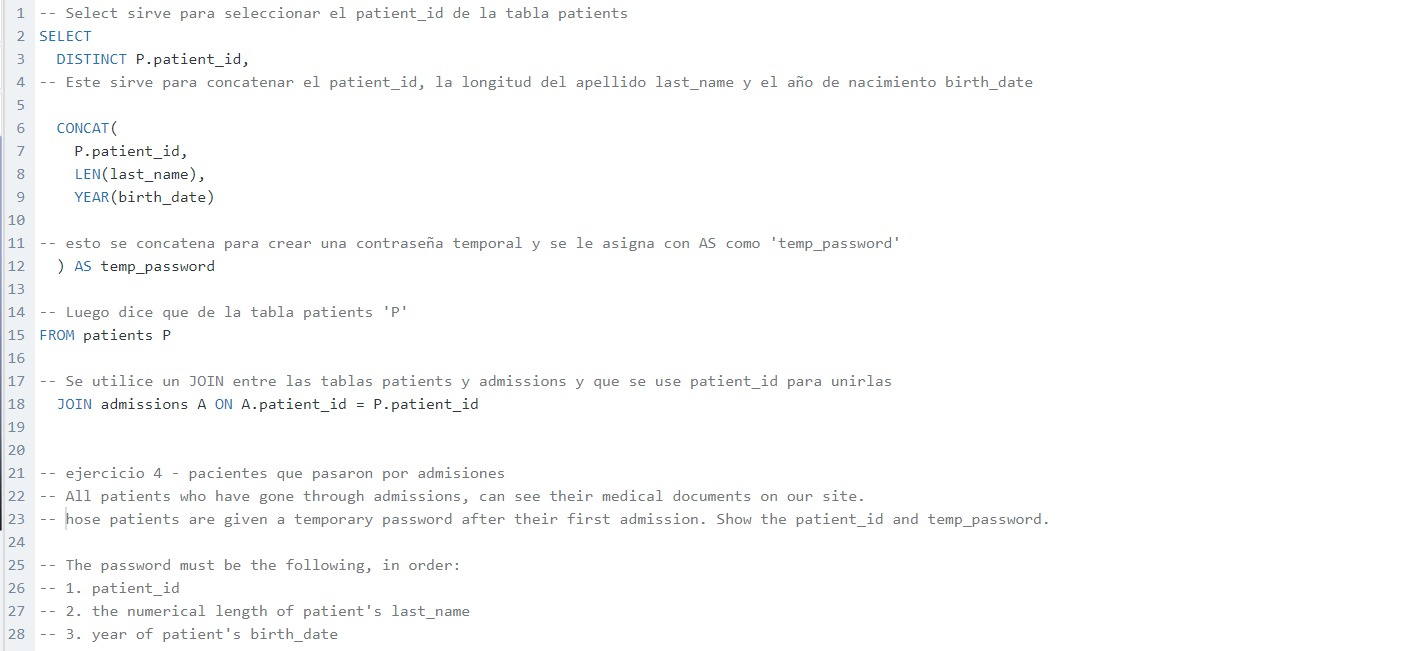 1 -- Select sirve para seleccionar el patient_id de la tabla patients
2 SELECT
3 DISTINCT P.patient_id,
4 -- Este sirve para concatenar el patient_id, la longitud del apellido last_name y el año de nacimiento birth_date
5
6 CONCAT(
7 P.patient_id,
8 LEN(last_name),
9 YEAR(birth_date)
10
11 -- esto se concatena para crear una contraseña temporal y se le asigna con AS como 'temp_password'
12 ) AS temp_password
13
14 -- Luego dice que de la tabla patients 'P'
15 FROM patients P
16
17 -- Se utilice un JOIN entre las tablas patients y admissions y que se use patient_id para unirlas
18 JOIN admissions A ON A.patient_id = P.patient_id
19
20
21 -- ejercicio 4 - pacientes que pasaron por admisiones
22 -- All patients who have gone through admissions, can see their medical documents on our site.
23 -- hose patients are given a temporary password after their first admission. Show the patient_id and temp_password.
24
25 -- The password must be the following, in order:
26 -- 1. patient_id
27 -- 2. the numerical length of patient's last_name
28 -- 3. year of patient's birth_date